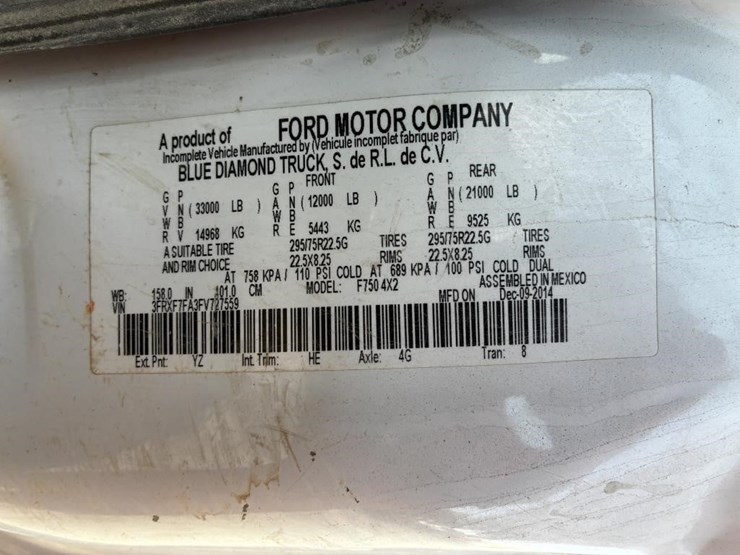 A product of FORD MOTOR COMPANY
Incomplete Vehicle Manufactured by (Vehicule incomplet fabrique par)
BLUE DIAMOND TRUCK, S. de R.L. de C.V.
FRONT REAR
G P G P G P
V N ( 33000 LB ) A N ( 12000 LB ) A N ( 21000 LB )
W B W B W B
R V 14968 KG R E 5443 KG R E 9525 KG
A SUITABLE TIRE 295/75R22.5G TIRES 295/75R22.5G TIRES
AND RIM CHOICE 22.5X8.25 RIMS 22.5X8.25 RIMS
AT 758 KPA / 110 PSI COLD AT 689 KPA / 100 PSI COLD DUAL
WB: 158.0 IN 401.0 CM MODEL: F750 4X2 ASSEMBLED IN MEXICO
VIN 3FRXF7FA3FV727559 MFD ON Dec-09-2014
Ext. Pnt: YZ Int. Trim: HE Axle: 4G Tran: 8